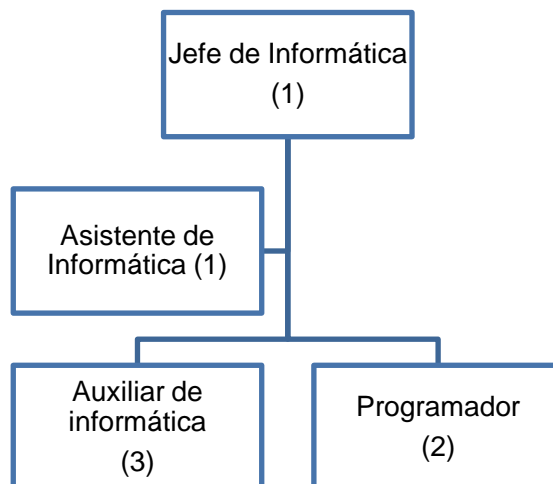 Jefe de Informática
(1)
Asistente de
Informática (1)
Auxiliar de
informática
(3)
Programador
(2)